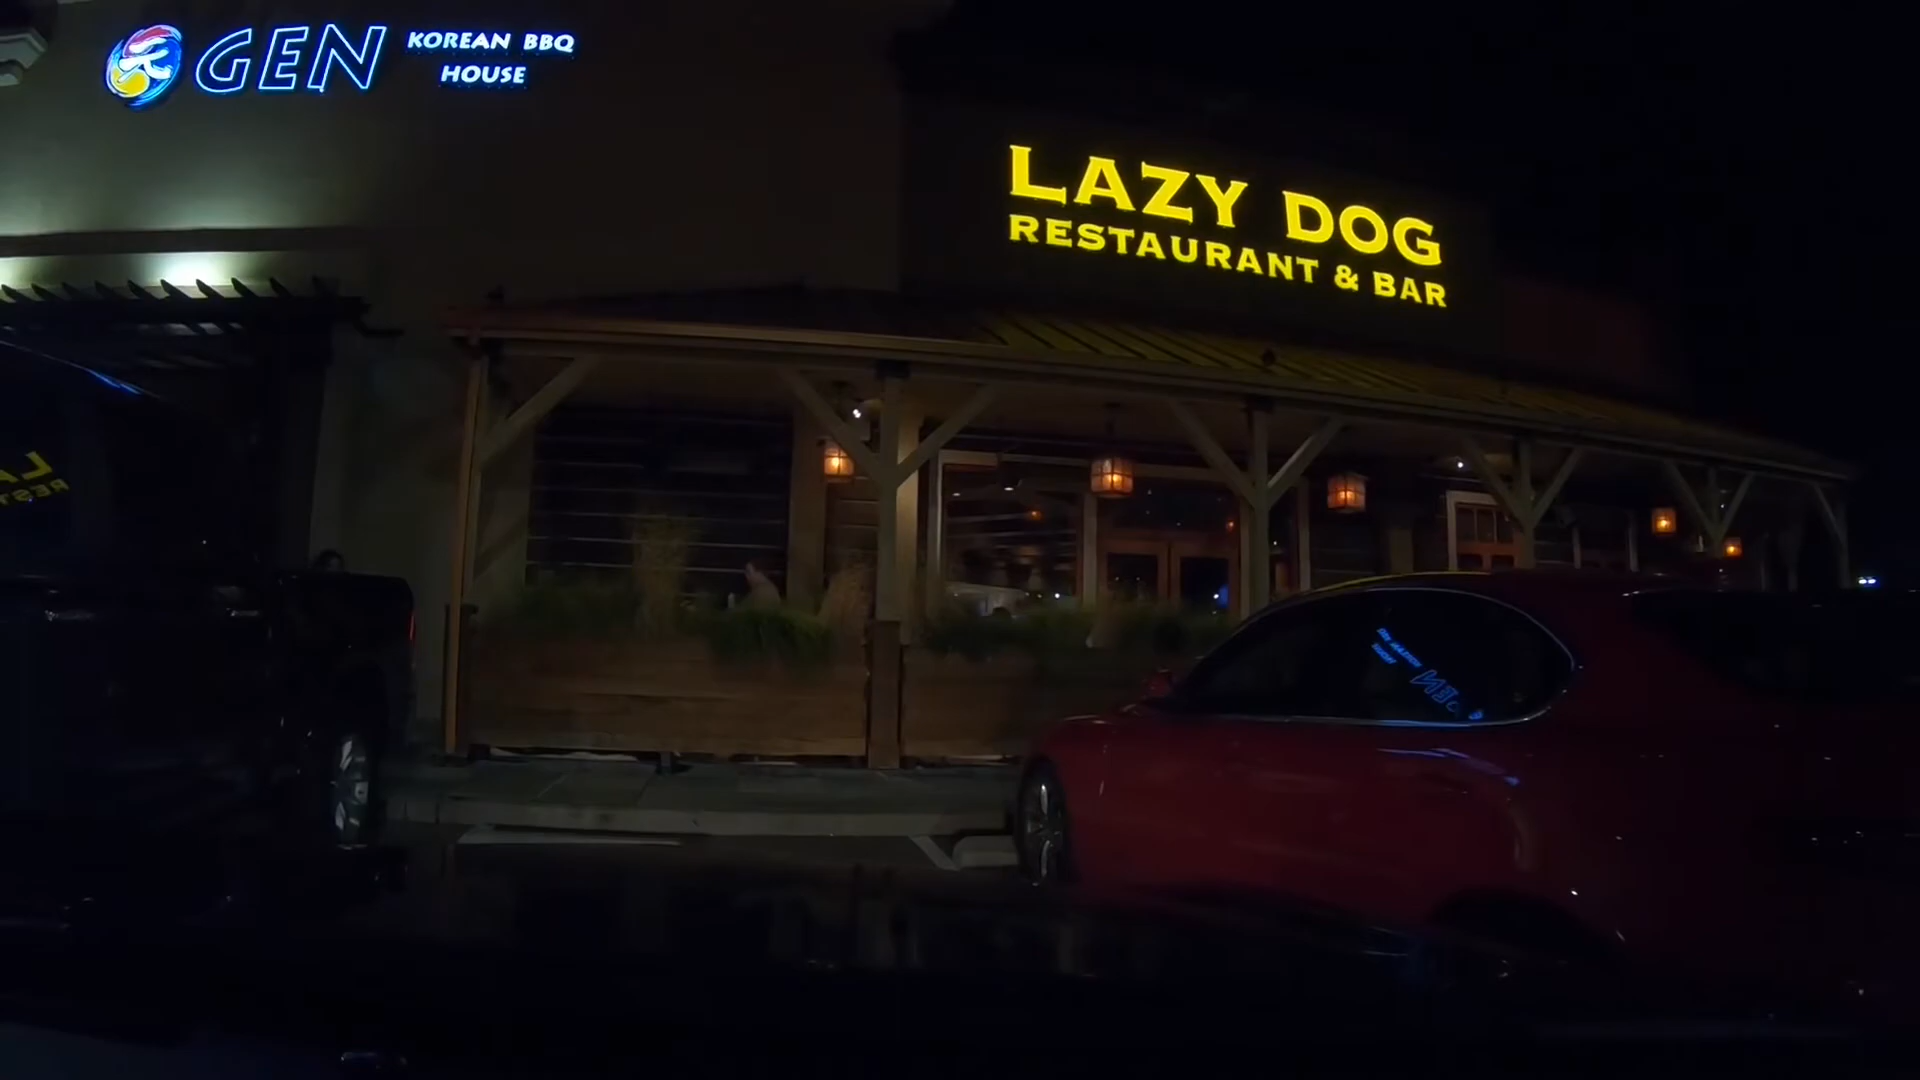 GEN
KOREAN BBQ
HOUSE
LAZY DOG
RESTAURANT & BAR